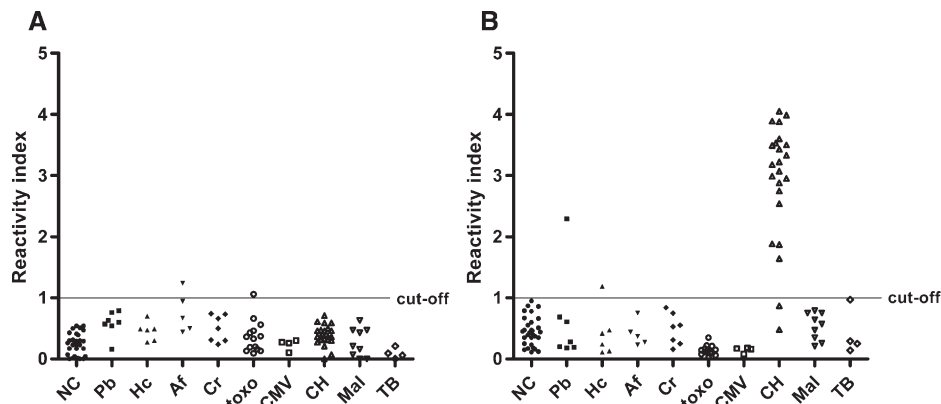 A
5
4
3
2
1
0
Reactivity index
cut-off
NC
Pb
Hc
Af
Cr
toxo
CMV
CH
Mal
TB
B
5
4
3
2
1
0
Reactivity index
cut-off
NC
Pb
Hc
Af
Cr
toxo
CMV
CH
Mal
TB